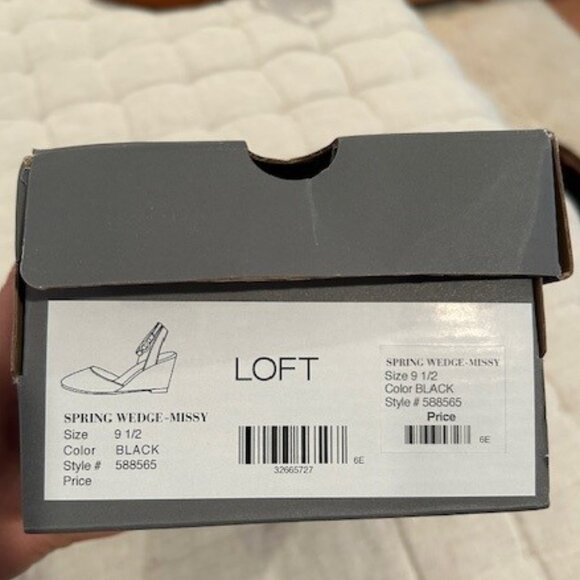 LOFT
SPRING WEDGE-MISSY
Size 9 1/2
Color BLACK
Style # 588565
Price
32665727
6E
SPRING WEDGE-MISSY
Size 9 1/2
Color BLACK
Style # 588565
Price
6E